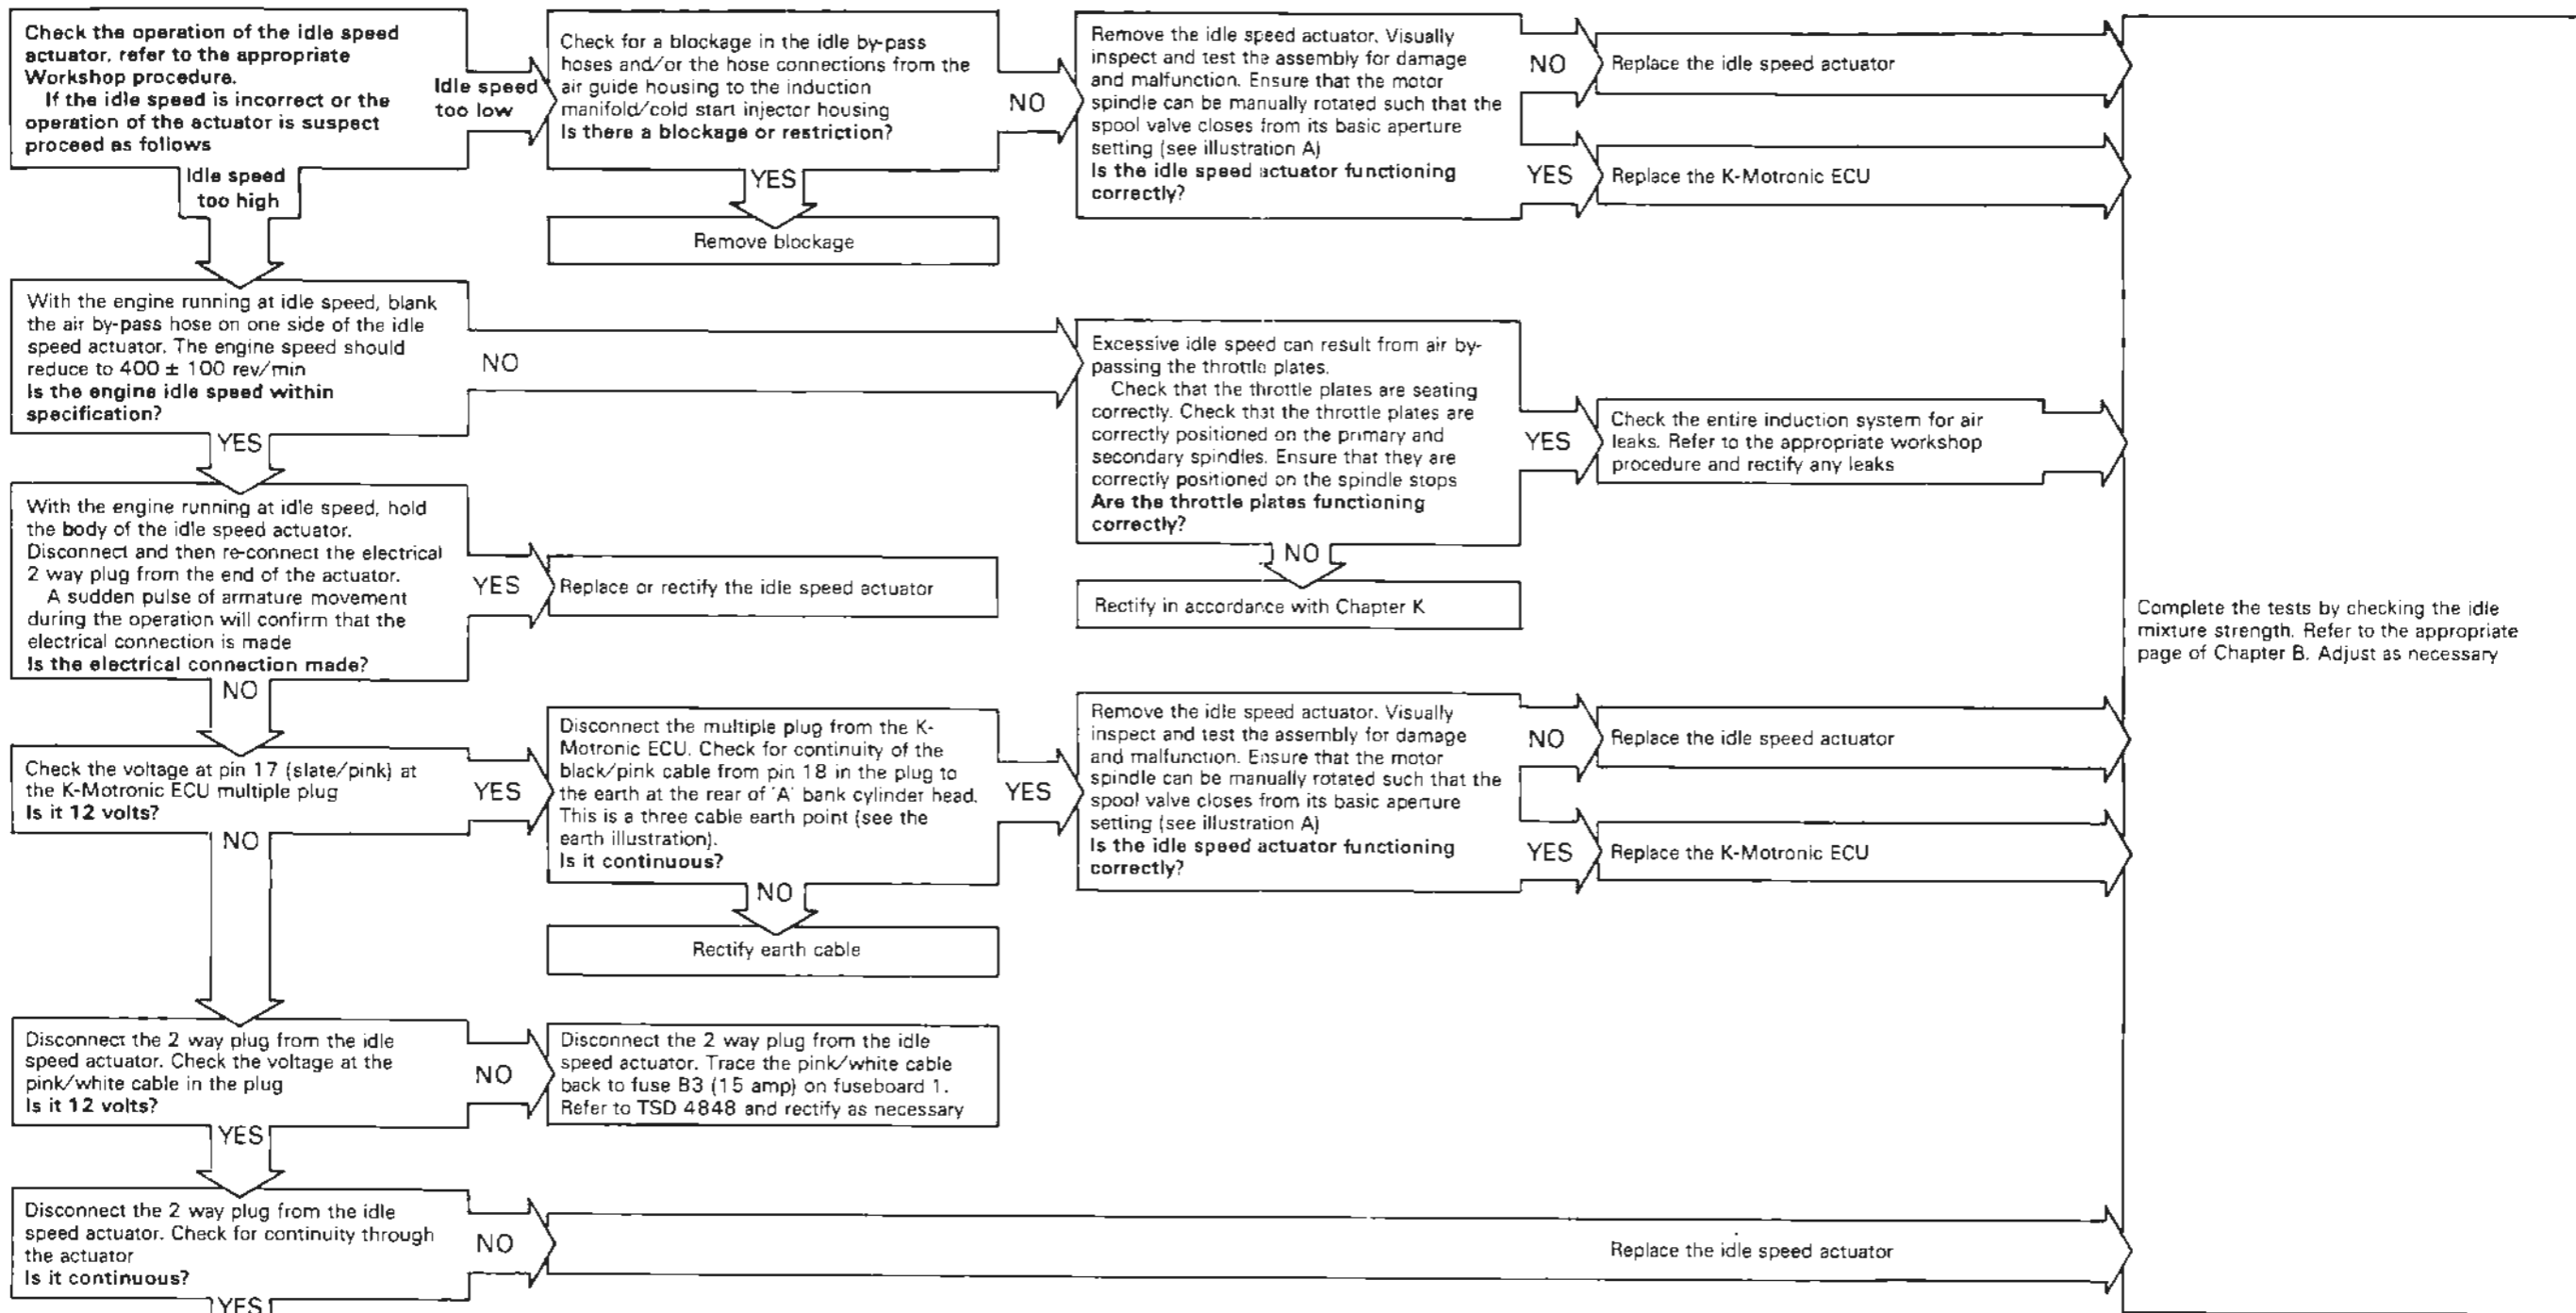 Check the operation of the idle speed
actuator, refer to the appropriate
Workshop procedure.
If the idle speed is incorrect or the
operation of the actuator is suspect
proceed as follows
Idle speed
too low
Check for a blockage in the idle by-pass
hoses and/or the hose connections from the
air guide housing to the induction
manifold/cold start injector housing
Is there a blockage or restriction?
NO
Remove the idle speed actuator. Visually
inspect and test the assembly for damage
and malfunction. Ensure that the motor
spindle can be manually rotated such that the
spool valve closes from its basic aperture
setting (see illustration A)
Is the idle speed actuator functioning
correctly?
NO
Replace the idle speed actuator
YES
Replace the K-Motronic ECU
YES
Remove blockage
Idle speed
too high
With the engine running at idle speed, blank
the air by-pass hose on one side of the idle
speed actuator. The engine speed should
reduce to 400 ± 100 rev/min
Is the engine idle speed within
specification?
NO
Excessive idle speed can result from air by-
passing the throttle plates.
Check that the throttle plates are seating
correctly. Check that the throttle plates are
correctly positioned on the primary and
secondary spindles. Ensure that they are
correctly positioned on the spindle stops
Are the throttle plates functioning
correctly?
YES
Check the entire induction system for air
leaks. Refer to the appropriate workshop
procedure and rectify any leaks
NO
Rectify in accordance with Chapter K
YES
With the engine running at idle speed, hold
the body of the idle speed actuator.
Disconnect and then re-connect the electrical
2 way plug from the end of the actuator.
A sudden pulse of armature movement
during the operation will confirm that the
electrical connection is made
Is the electrical connection made?
YES
Replace or rectify the idle speed actuator
Complete the tests by checking the idle
mixture strength. Refer to the appropriate
page of Chapter B. Adjust as necessary
NO
Check the voltage at pin 17 (slate/pink) at
the K-Motronic ECU multiple plug
Is it 12 volts?
YES
Disconnect the multiple plug from the K-
Motronic ECU. Check for continuity of the
black/pink cable from pin 18 in the plug to
the earth at the rear of 'A' bank cylinder head.
This is a three cable earth point (see the
earth illustration).
Is it continuous?
YES
Remove the idle speed actuator. Visually
inspect and test the assembly for damage
and malfunction. Ensure that the motor
spindle can be manually rotated such that the
spool valve closes from its basic aperture
setting (see illustration A)
Is the idle speed actuator functioning
correctly?
NO
Replace the idle speed actuator
YES
Replace the K-Motronic ECU
NO
Rectify earth cable
NO
Disconnect the 2 way plug from the idle
speed actuator. Check the voltage at the
pink/white cable in the plug
Is it 12 volts?
NO
Disconnect the 2 way plug from the idle
speed actuator. Trace the pink/white cable
back to fuse B3 (15 amp) on fuseboard 1.
Refer to TSD 4848 and rectify as necessary
YES
Disconnect the 2 way plug from the idle
speed actuator. Check for continuity through
the actuator
Is it continuous?
NO
Replace the idle speed actuator
YES